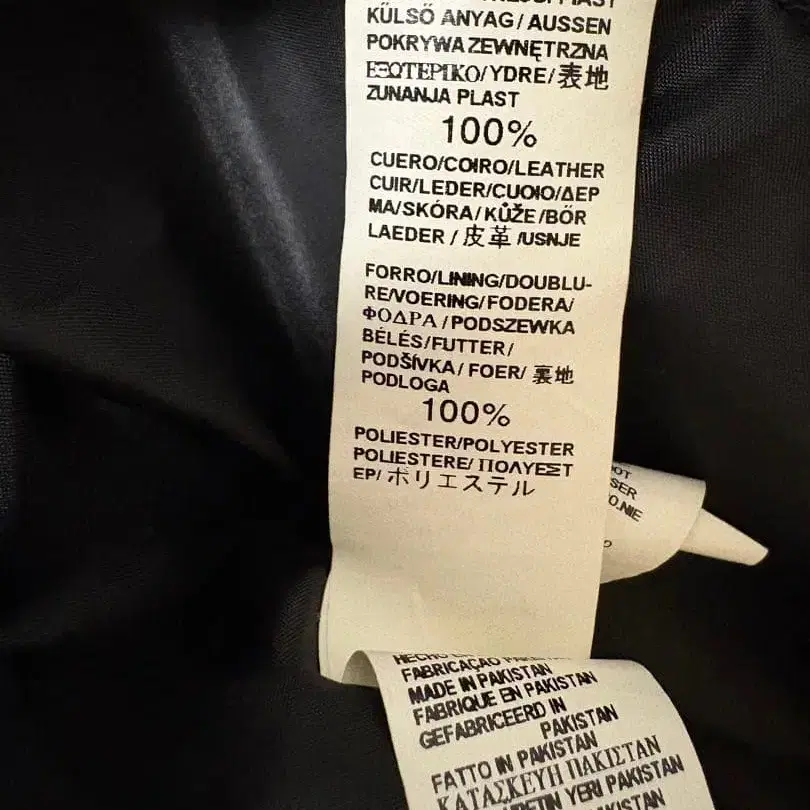 KÜLSŐ ANYAG / AUSSEN
POKRYWA ZEWNĘTRZNA
ΕΞΩΤΕΡΙΚΟ/YDRE/表地
ZUNANJA PLAST
100%
CUERO/COIRO/LEATHER
CUIR/LEDER/CUOIO/ΔΕΡ
ΜΑ/SKÓRA/KŮŽE/BŐR
LAEDER / 皮革 /USNJE
FORRO/LINING/DOUBLU-
RE/VOERING/FODERA/
ΦΟΔΡΑ / PODSZEWKA
BÉLÉS/FUTTER/
PODŠÍVKA / FOER/ 裏地
PODLOGA
100%
POLIESTER/POLYESTER
POLIESTERE/ ΠΟΛΥΕΣΤ
ΕΡ/ ポリエステル
FABRICAÇAO
MADE IN PAKISTAN
FABRIQUE EN PAKISTAN
GEFABRICEERD IN
PAKISTAN
FATTO IN PAKISTAN
ΚΑΤΑΣΚΕΥΗ ΠΑΚΙΣΤΑΝ
YERI PAKISTAN